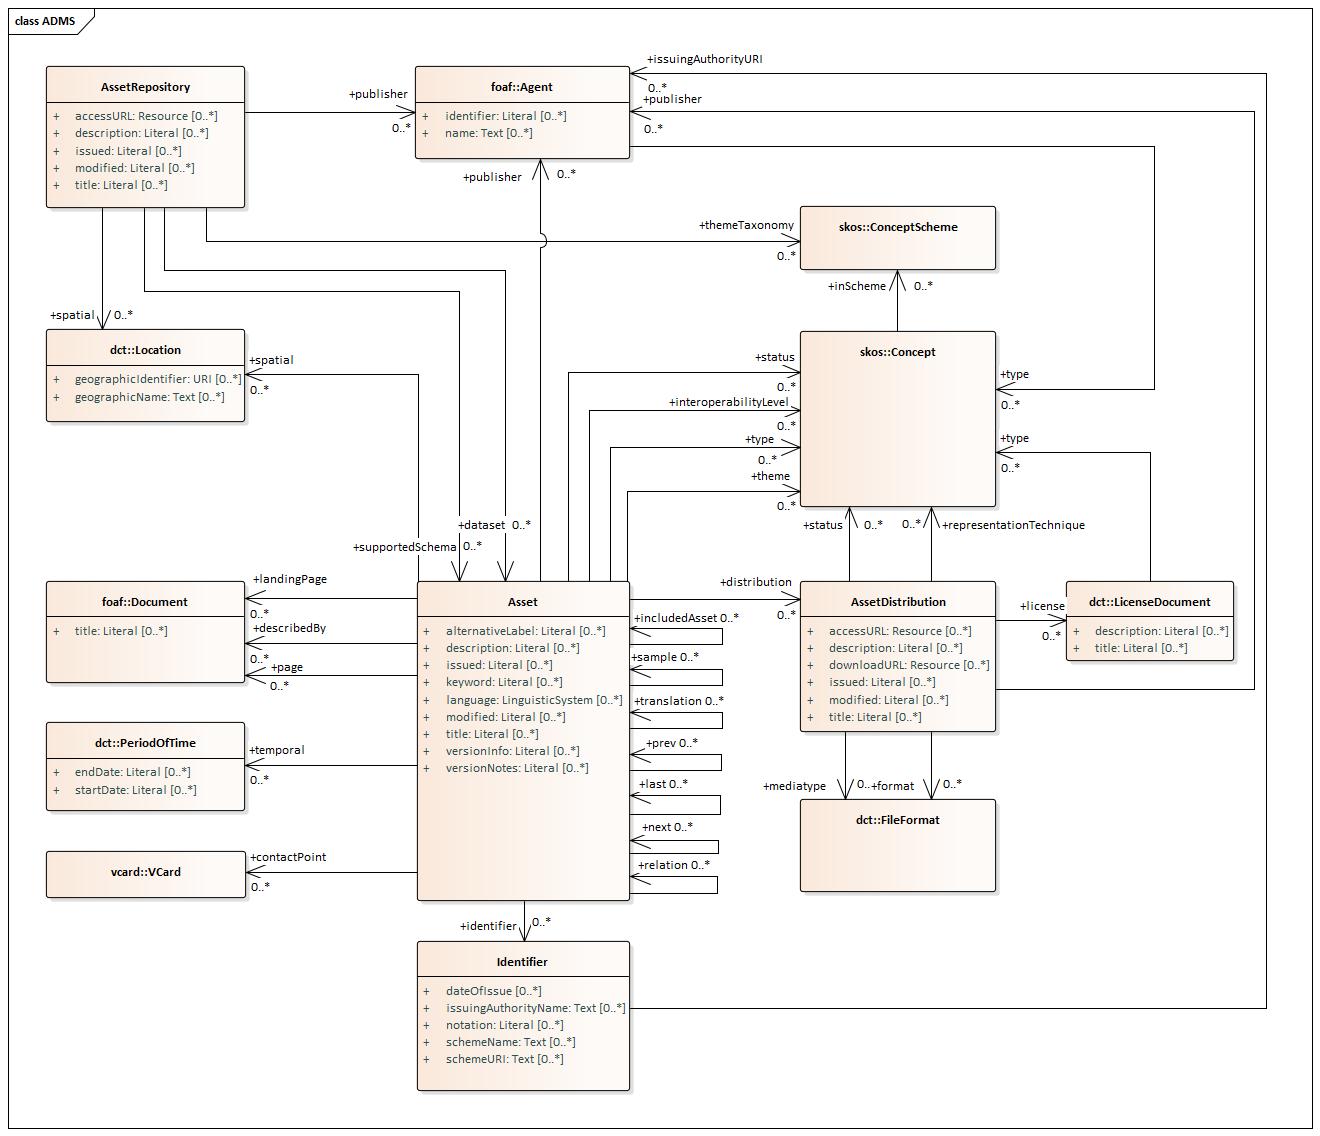 class ADMS
AssetRepository
+ accessURL: Resource [0..*]
+ description: Literal [0..*]
+ issued: Literal [0..*]
+ modified: Literal [0..*]
+ title: Literal [0..*]
+publisher
0..*
foaf::Agent
+ identifier: Literal [0..*]
+ name: Text [0..*]
+issuingAuthorityURI
0..*
+publisher
0..*
+publisher
0..*
+themeTaxonomy
0..*
skos::ConceptScheme
+inScheme
0..*
+spatial
0..*
dct::Location
+ geographicIdentifier: URI [0..*]
+ geographicName: Text [0..*]
+spatial
0..*
skos::Concept
+status
0..*
+interoperabilityLevel
0..*
+type
0..*
+theme
0..*
+type
0..*
+type
0..*
+status
0..*
0..*
+representationTechnique
+dataset
0..*
+supportedSchema
0..*
foaf::Document
+ title: Literal [0..*]
+landingPage
0..*
+describedBy
0..*
+page
0..*
Asset
+ alternativeLabel: Literal [0..*]
+ description: Literal [0..*]
+ issued: Literal [0..*]
+ keyword: Literal [0..*]
+ language: LinguisticSystem [0..*]
+ modified: Literal [0..*]
+ title: Literal [0..*]
+ versionInfo: Literal [0..*]
+ versionNotes: Literal [0..*]
+distribution
0..*
+includedAsset 0..*
+sample 0..*
+translation 0..*
+prev 0..*
+last 0..*
+next 0..*
+relation 0..*
AssetDistribution
+ accessURL: Resource [0..*]
+ description: Literal [0..*]
+ downloadURL: Resource [0..*]
+ issued: Literal [0..*]
+ modified: Literal [0..*]
+ title: Literal [0..*]
+license
0..*
dct::LicenseDocument
+ description: Literal [0..*]
+ title: Literal [0..*]
dct::PeriodOfTime
+ endDate: Literal [0..*]
+ startDate: Literal [0..*]
+temporal
0..*
+mediatype
0..
+format
0..*
dct::FileFormat
vcard::VCard
+contactPoint
0..*
+identifier
0..*
Identifier
+ dateOfIssue [0..*]
+ issuingAuthorityName: Text [0..*]
+ notation: Literal [0..*]
+ schemeName: Text [0..*]
+ schemeURI: Text [0..*]